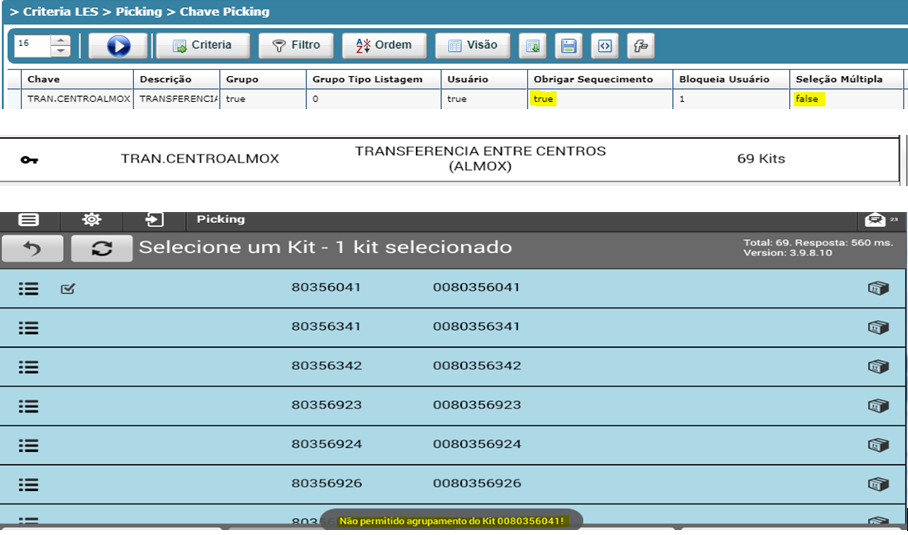 > Criteria LES > Picking > Chave Picking
16 Criteria Filtro Ordem Visão
Chave Descrição Grupo Grupo Tipo Listagem Usuário Obrigar Sequecimento Bloqueia Usuário Seleção Múltipla
TRAN.CENTROALMOX TRANSFERENCIA true 0 true true 1 false
TRAN.CENTROALMOX TRANSFERENCIA ENTRE CENTROS (ALMOX) 69 Kits
Picking 23
Selecione um Kit - 1 kit selecionado
Total: 69. Resposta: 560 ms.
Version: 3.9.8.10
80356041 0080356041
80356341 0080356341
80356342 0080356342
80356923 0080356923
80356924 0080356924
80356926 0080356926
Não permitido agrupamento do Kit 0080356041!